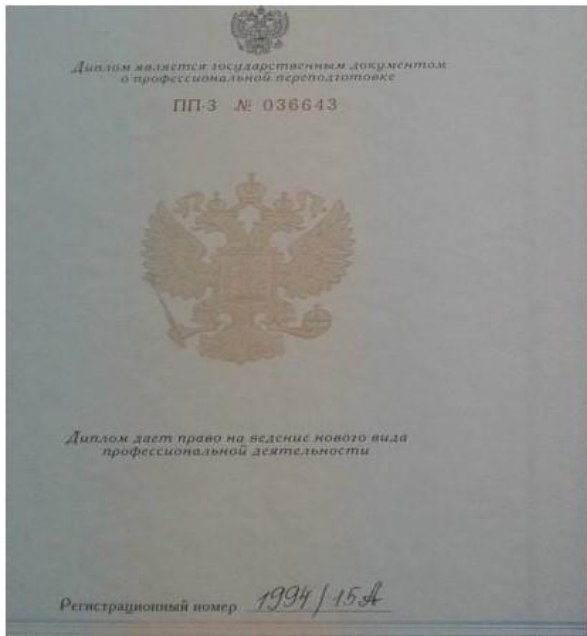 Диплом является государственным документом
о профессиональной переподготовке
ПП-3 № 036643
Диплом дает право на ведение нового вида
профессиональной деятельности
Регистрационный номер 1994/15А